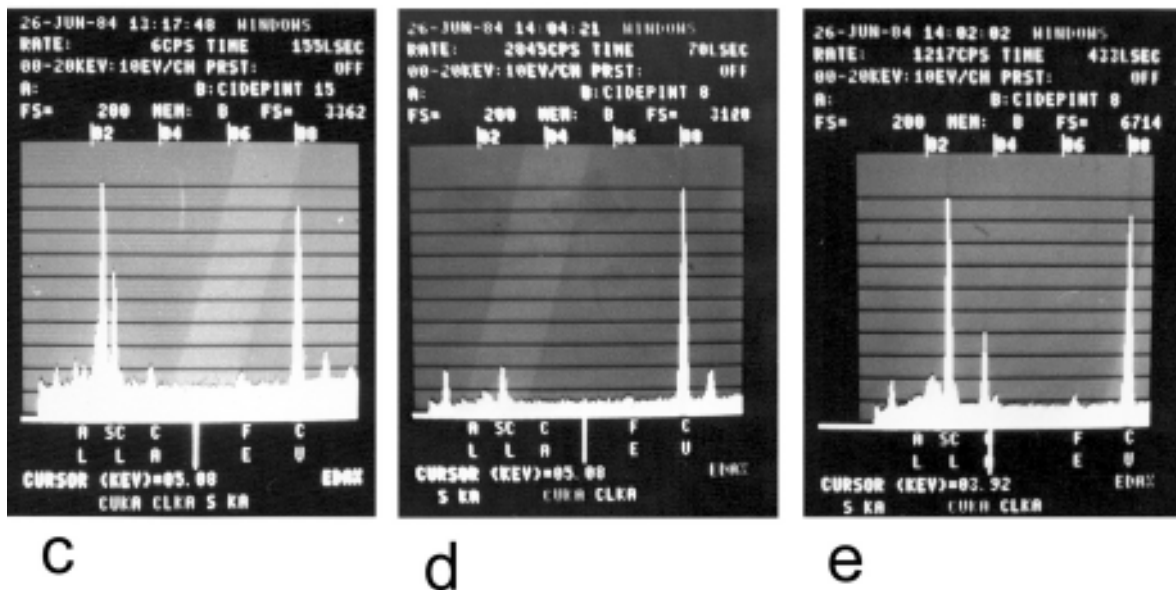 26-JUN-84 13:17:48 WINDOWS
RATE: 6CPS TIME 155LSEC
00-20KEV:10EV/CH PRST: OFF
A: B:CIDEPINT 15
FS= 200 MEM: B FS= 3362
02 04 06 08
A SC C F C
L L A E U
CURSOR (KEV)=05.08 EDAX
CUKA CLKA S KA
c
26-JUN-84 14:04:21 WINDOWS
RATE: 2045CPS TIME 70LSEC
00-20KEV:10EV/CH PRST: OFF
A: B:CIDEPINT 8
FS= 200 MEM: B FS= 3128
02 04 06 08
A SC C F C
L L A E U
CURSOR (KEV)=05.08 EDAX
S KA CUKA CLKA
d
26-JUN-84 14:02:02 WINDOWS
RATE: 1217CPS TIME 433LSEC
00-20KEV:10EV/CH PRST: OFF
A: B:CIDEPINT 8
FS= 200 MEM: B FS= 6714
02 04 06 08
A SC F C
L L E U
CURSOR (KEV)=03.92 EDAX
S KA CUKA CLKA
e